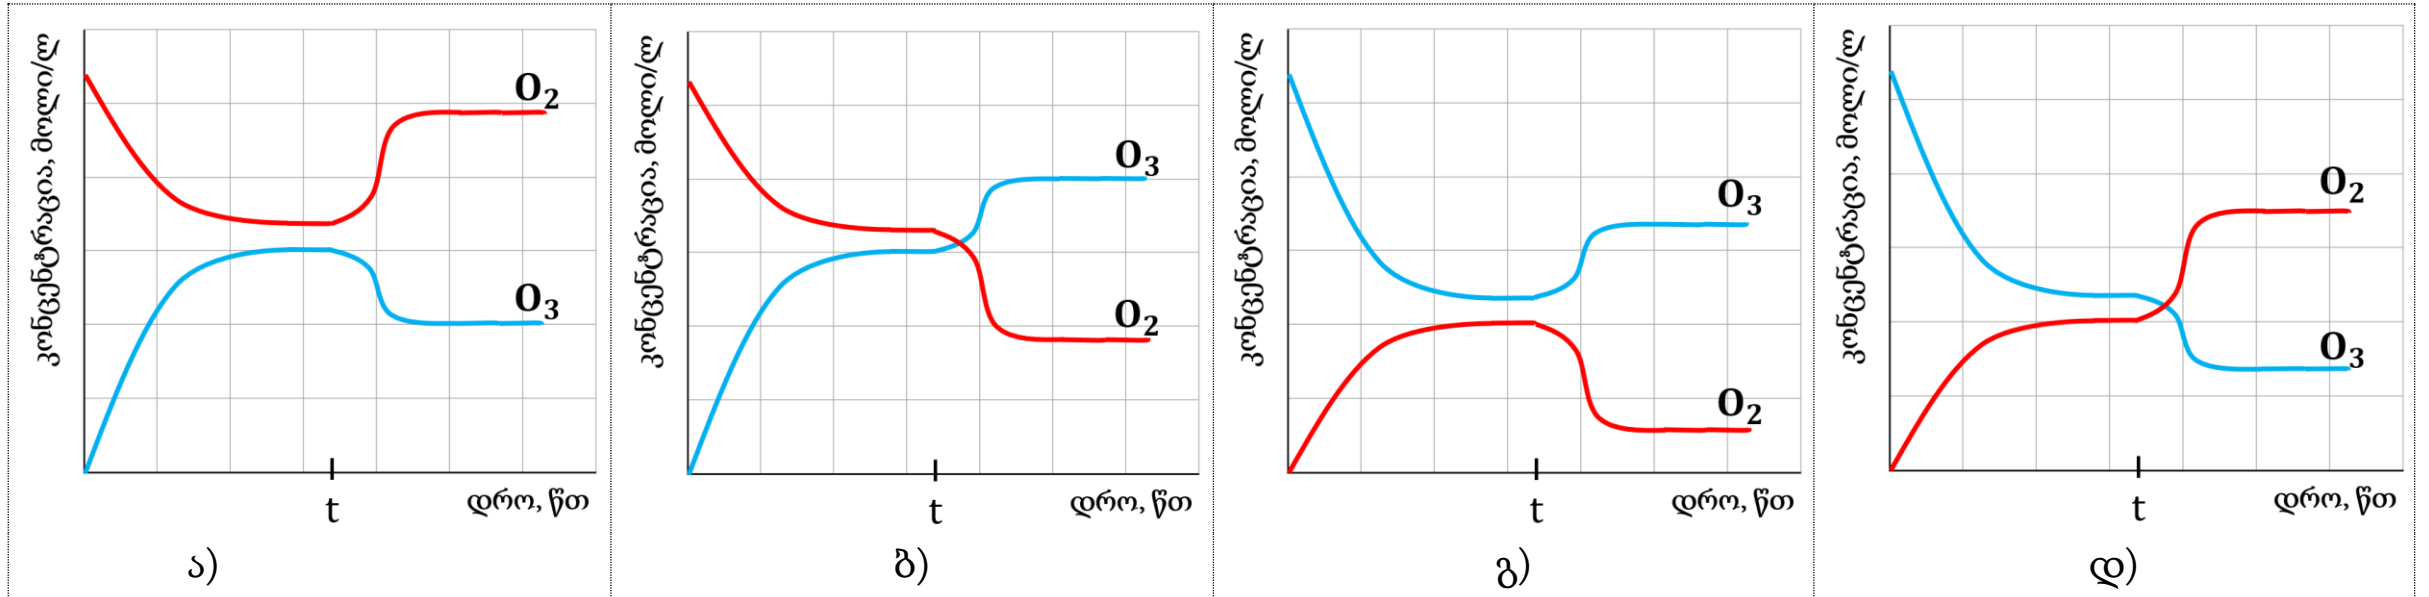 კონცენტრაცია, მოლი/ლ
O₂
O₃
t
დრო, წთ
ა)
კონცენტრაცია, მოლი/ლ
O₃
O₂
t
დრო, წთ
ბ)
კონცენტრაცია, მოლი/ლ
O₃
O₂
t
დრო, წთ
გ)
კონცენტრაცია, მოლი/ლ
O₂
O₃
t
დრო, წთ
დ)